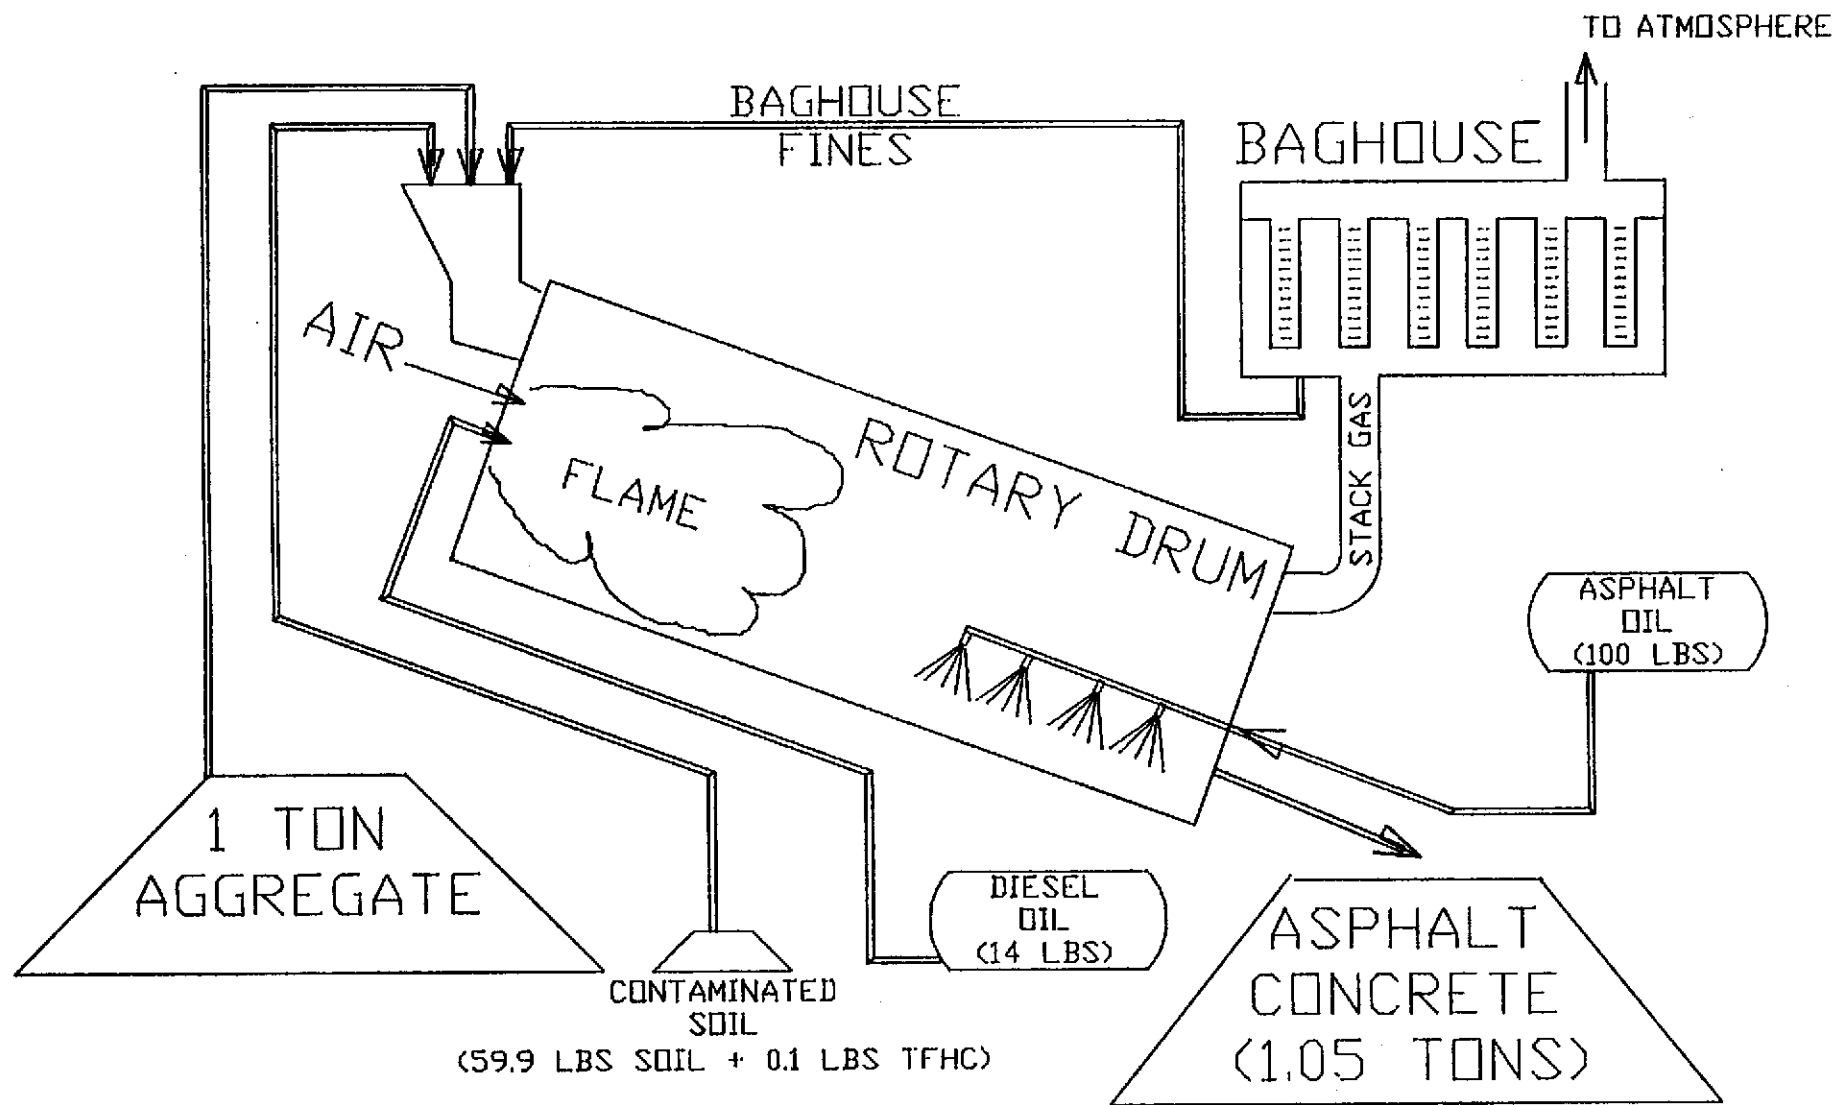 TO ATMOSPHERE
BAGHOUSE
FINES
BAGHOUSE
AIR
FLAME
ROTARY DRUM
STACK GAS
ASPHALT
OIL
(100 LBS)
1 TON
AGGREGATE
DIESEL
OIL
(14 LBS)
CONTAMINATED
SOIL
(59.9 LBS SOIL + 0.1 LBS TFHC)
ASPHALT
CONCRETE
(1.05 TONS)